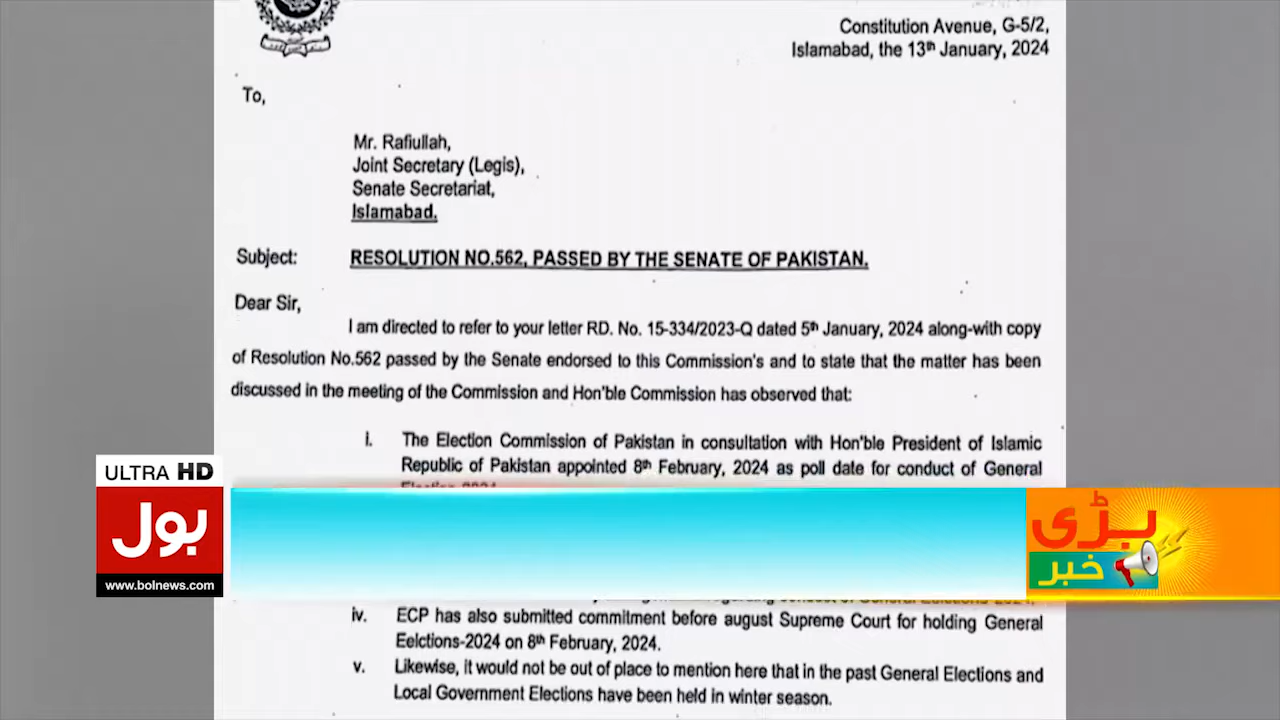 Constitution Avenue, G-5/2,
Islamabad, the 13th January, 2024
To,
Mr. Rafiullah,
Joint Secretary (Legis),
Senate Secretariat,
Islamabad.
Subject: RESOLUTION NO.562, PASSED BY THE SENATE OF PAKISTAN.
Dear Sir,
I am directed to refer to your letter RD. No. 15-334/2023-Q dated 5th January, 2024 along-with copy
of Resolution No.562 passed by the Senate endorsed to this Commission's and to state that the matter has been
discussed in the meeting of the Commission and Hon'ble Commission has observed that:
i. The Election Commission of Pakistan in consultation with Hon'ble President of Islamic
Republic of Pakistan appointed 8th February, 2024 as poll date for conduct of General
ULTRA HD
بول
www.bolnews.com
بڑی
خبر
iv. ECP has also submitted commitment before august Supreme Court for holding General
Eelctions-2024 on 8th February, 2024.
v. Likewise, it would not be out of place to mention here that in the past General Elections and
Local Government Elections have been held in winter season.